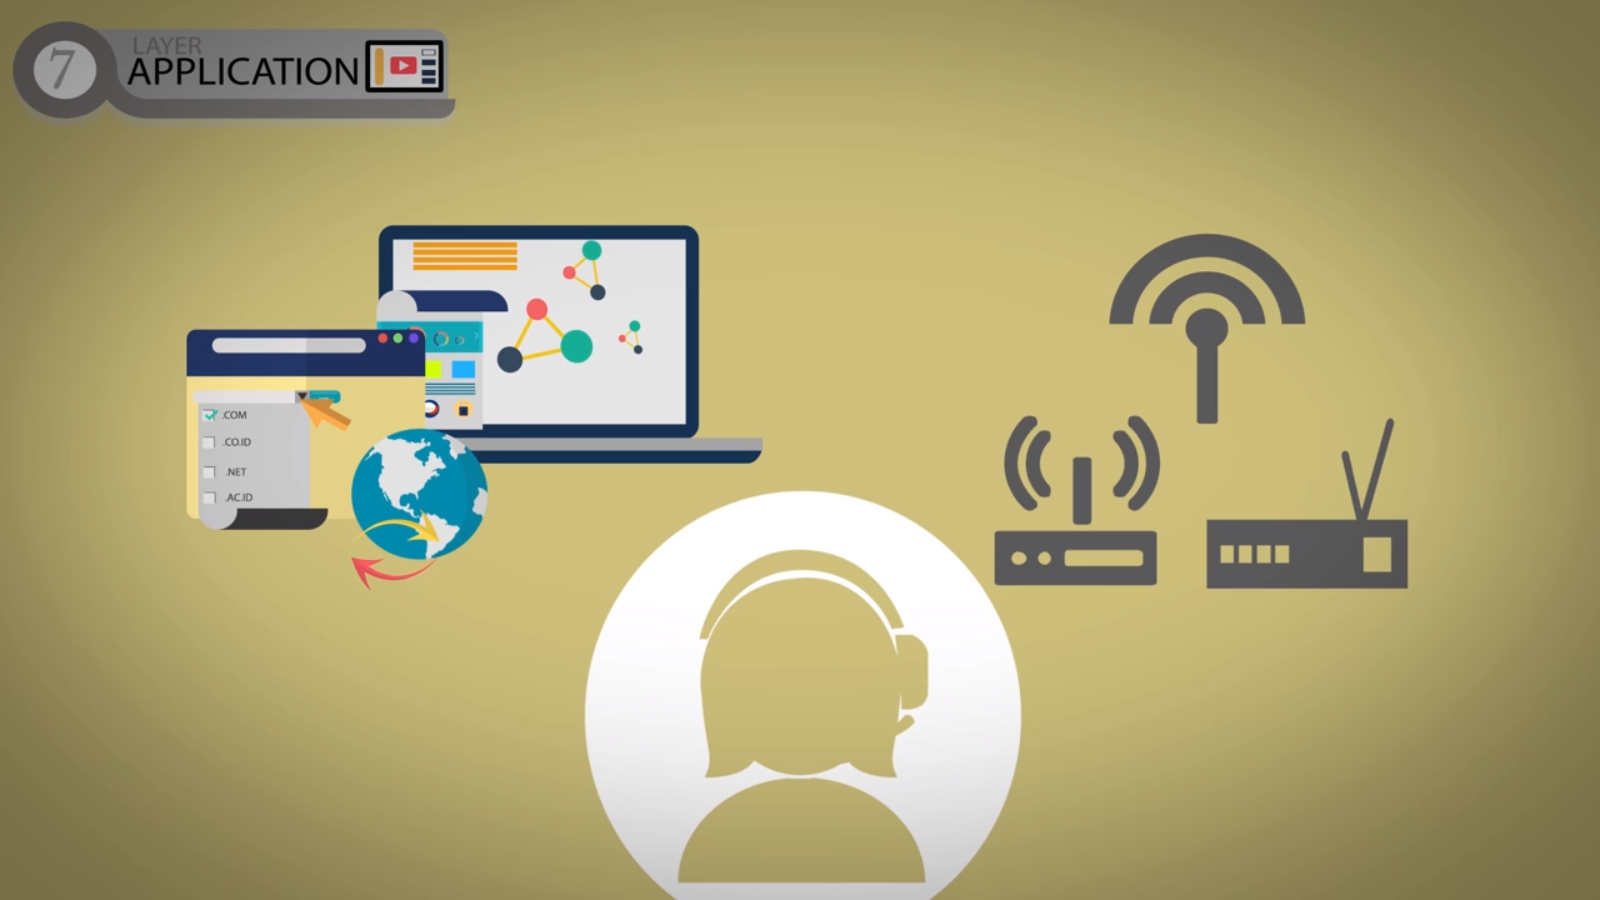 7
LAYER
APPLICATION
.COM
.CO.ID
.NET
.AC.ID